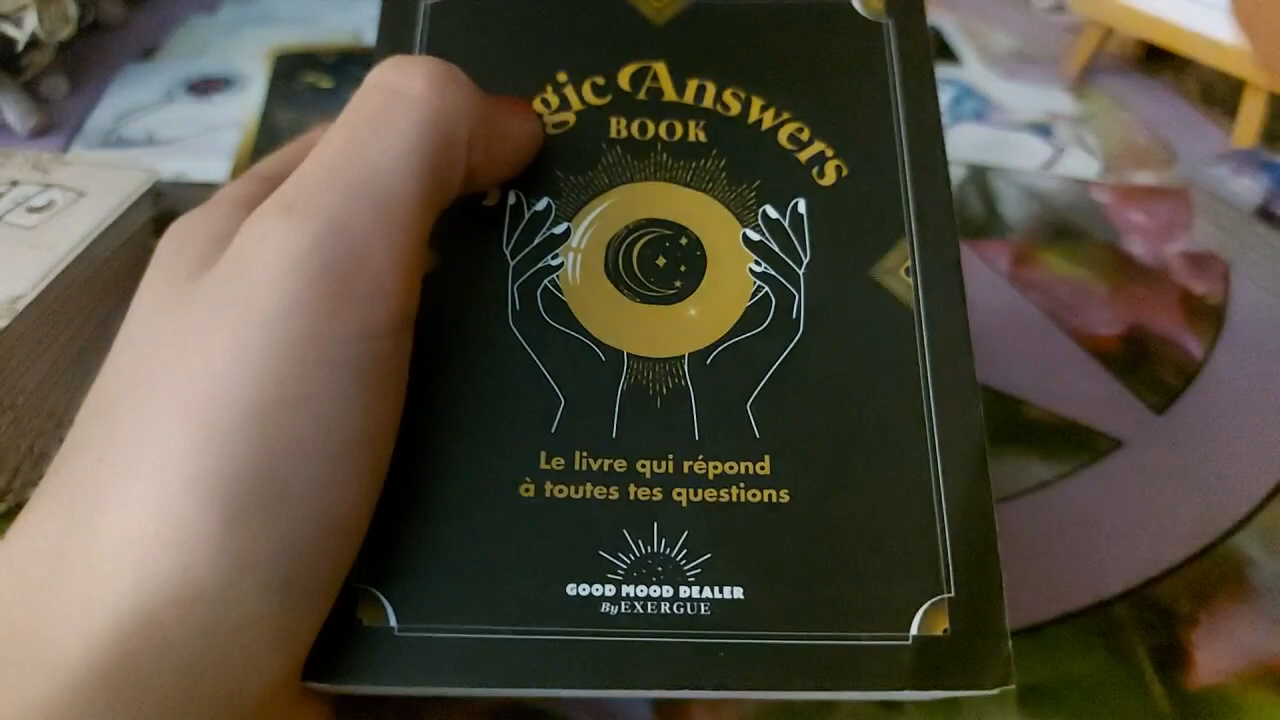 gic Answers
BOOK
Le livre qui répond
à toutes tes questions
GOOD MOOD DEALER
By EXERGUE